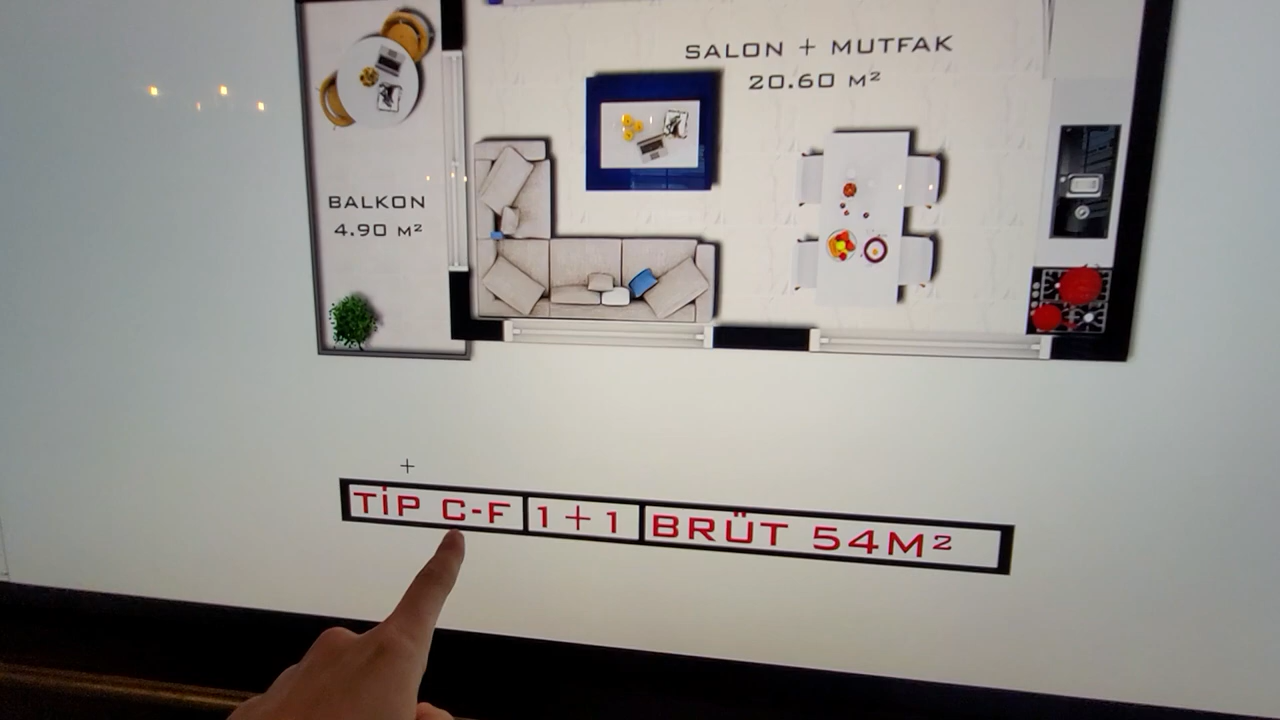 SALON + MUTFAK
20.60 M²
BALKON
4.90 M²
TİP C-F 1+1 BRÜT 54M²